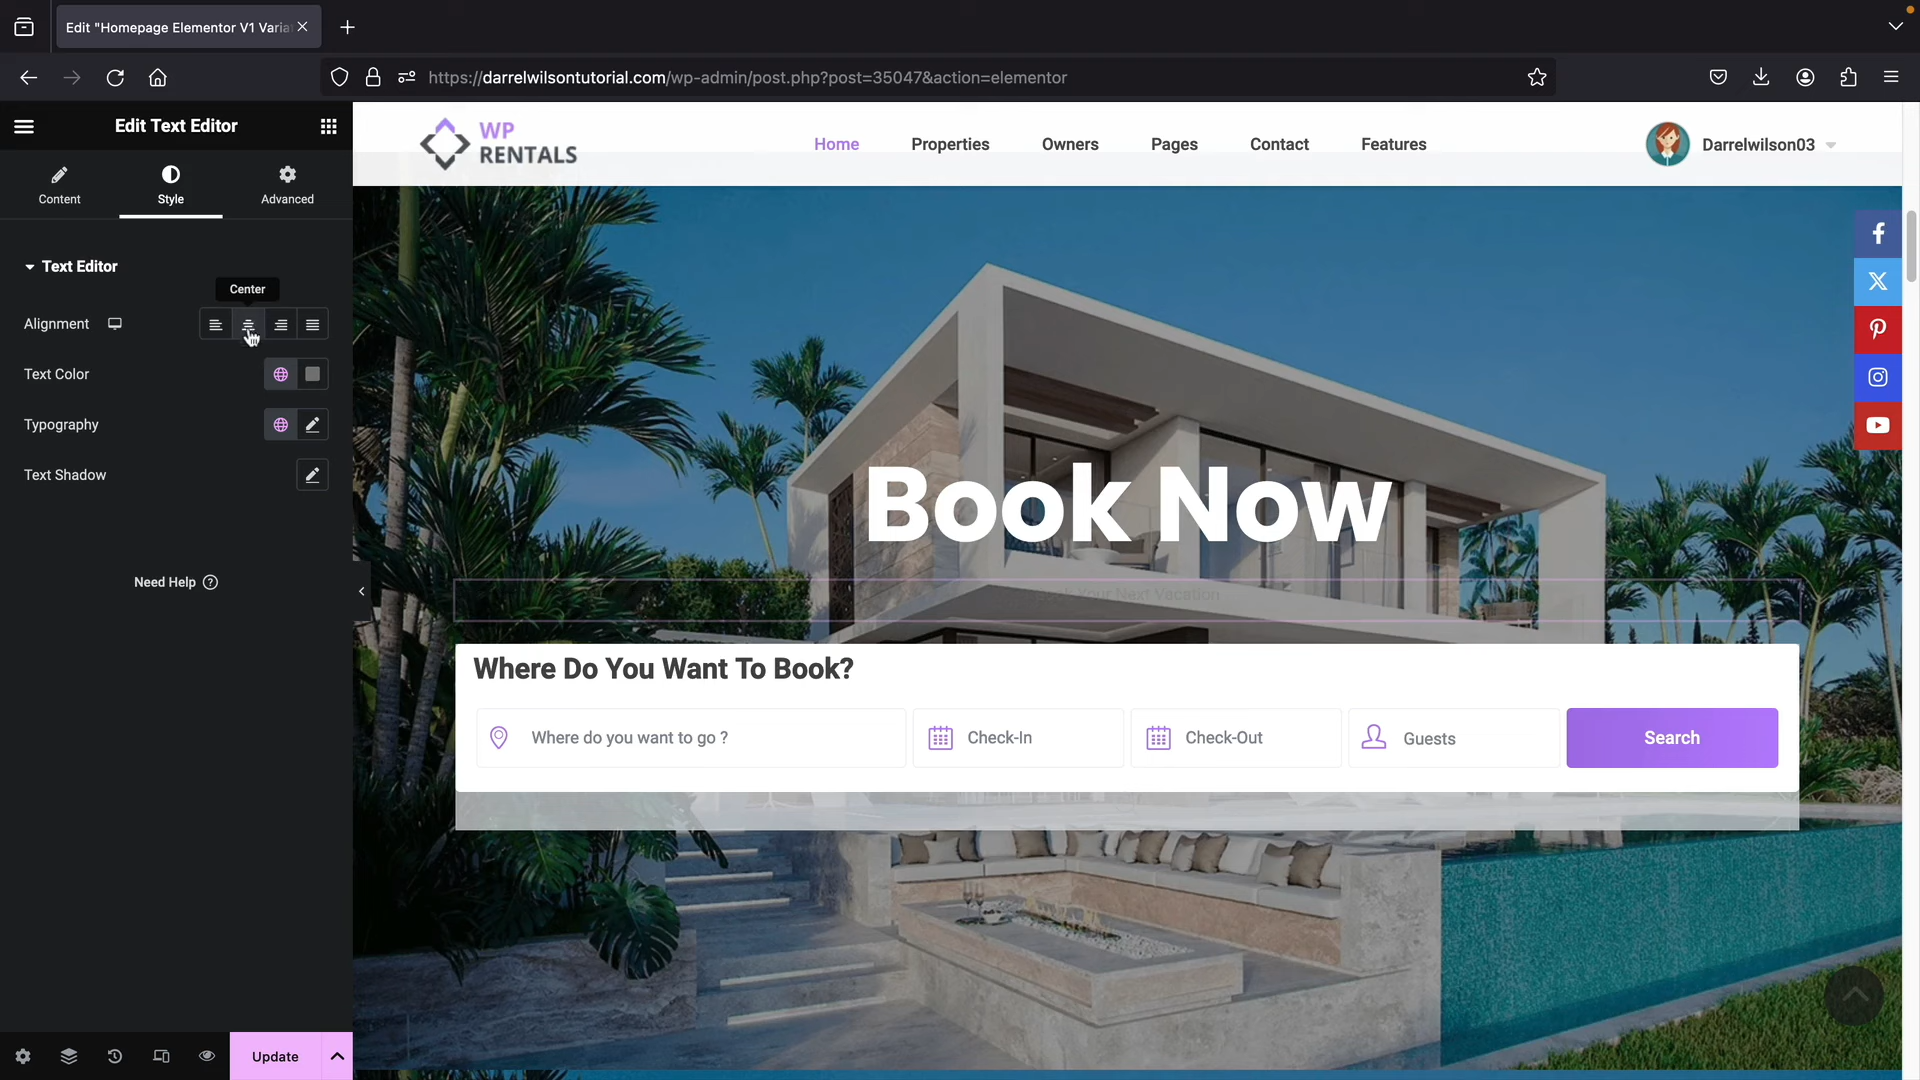 Edit "Homepage Elementor V1 Varia
https://darrelwilsontutorial.com/wp-admin/post.php?post=35047&action=elementor
Edit Text Editor
Content
Style
Advanced
Text Editor
Center
Alignment
Text Color
Typography
Text Shadow
Need Help
Update
WP
RENTALS
Home
Properties
Owners
Pages
Contact
Features
Darrelwilson03
Book Now
Your Next Vacation
Where Do You Want To Book?
Where do you want to go ?
Check-In
Check-Out
Guests
Search